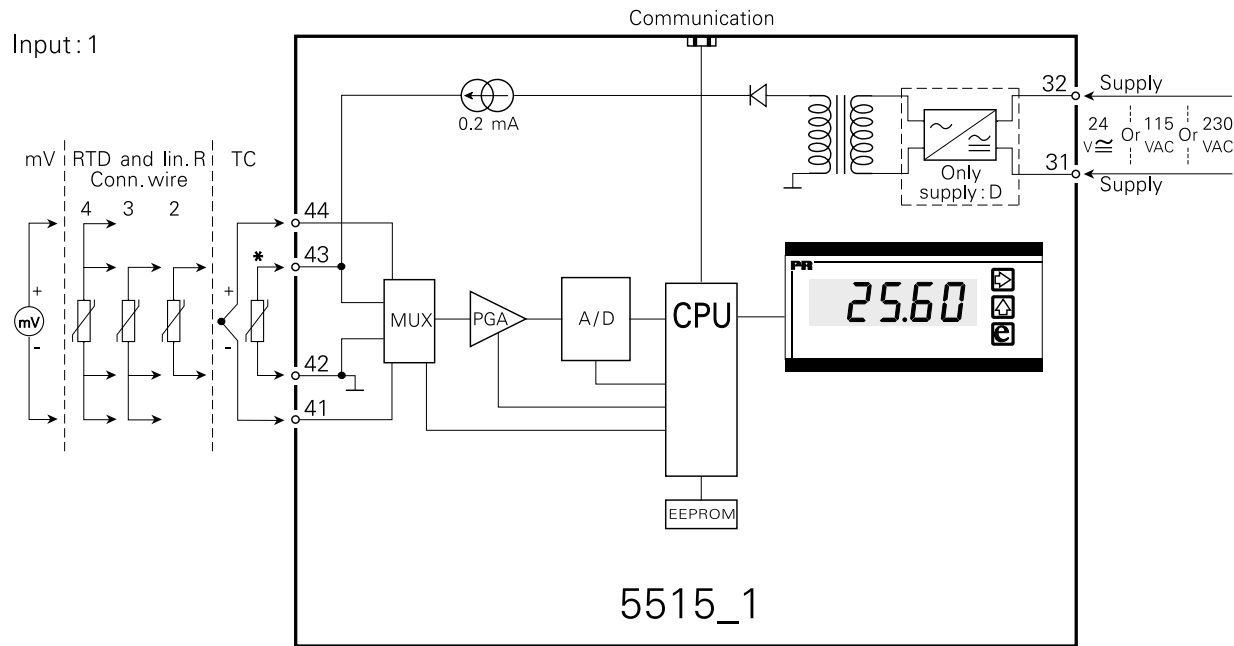 Communication
Input: 1
0.2 mA
32
Supply
24 V≂ Or 115 VAC Or 230 VAC
31
Supply
Only
supply: D
mV
RTD and lin. R
Conn. wire
4 3 2
TC
44
*
43
+
mV
-
+
-
42
41
MUX
PGA
A/D
CPU
EEPROM
PR
25.60
e
5515_1